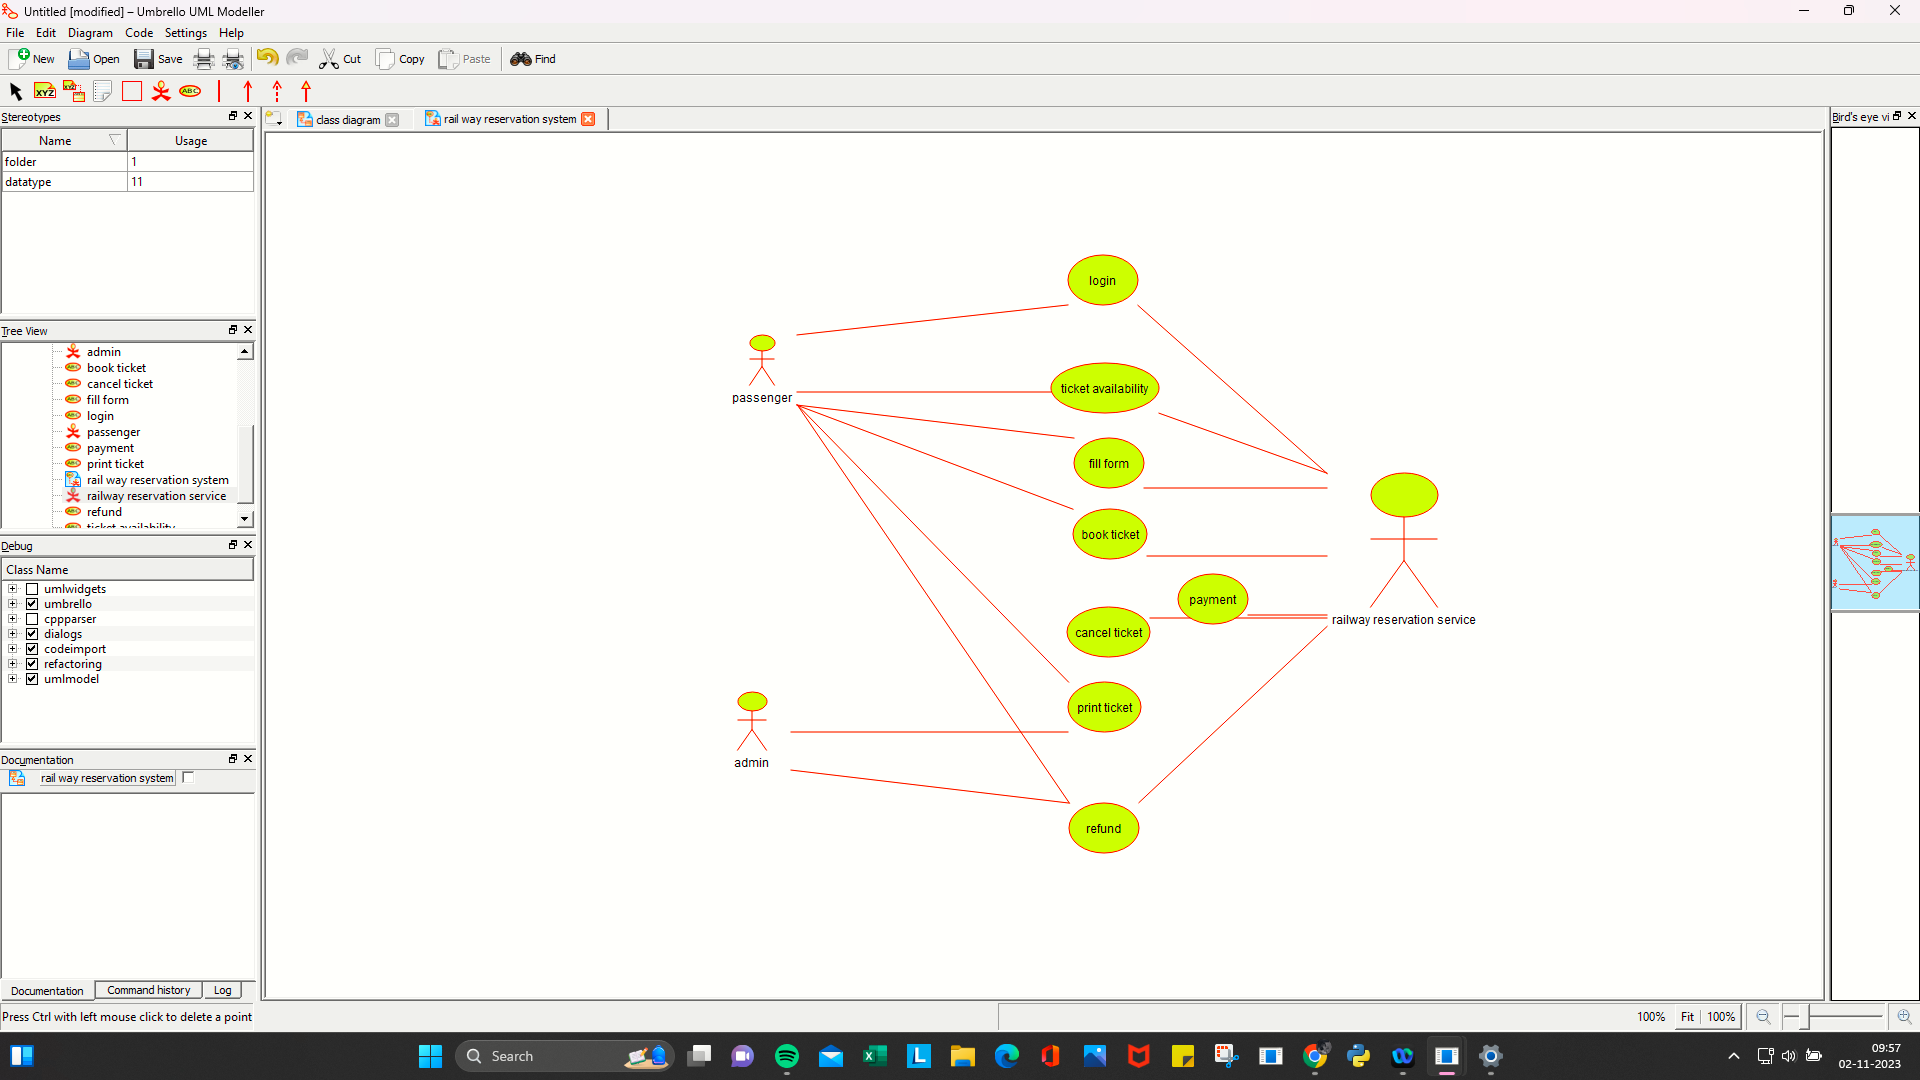 Untitled [modified] – Umbrello UML Modeller
File Edit Diagram Code Settings Help
New Open Save Cut Copy Paste Find
XYZ XYZ ABC
Stereotypes
Name Usage
folder 1
datatype 11
class diagram
rail way reservation system
Bird's eye vi
Tree View
admin
book ticket
cancel ticket
fill form
login
passenger
payment
print ticket
rail way reservation system
railway reservation service
refund
ticket availability
Debug
Class Name
umlwidgets
umbrello
cppparser
dialogs
codeimport
refactoring
umlmodel
Documentation
rail way reservation system
Documentation Command history Log
login
passenger
ticket availability
fill form
book ticket
payment
railway reservation service
cancel ticket
print ticket
admin
refund
Press Ctrl with left mouse click to delete a point
100% Fit 100%
Search
09:57
02-11-2023